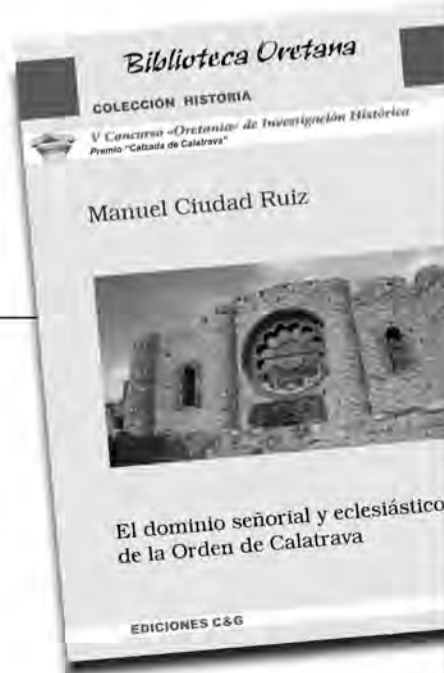 Biblioteca Oretana
COLECCIÓN HISTORIA
V Concurso «Oretania» de Investigación Histórica
Premio "Calzada de Calatrava"
Manuel Ciudad Ruiz
El dominio señorial y eclesiástico
de la Orden de Calatrava
EDICIONES C&G